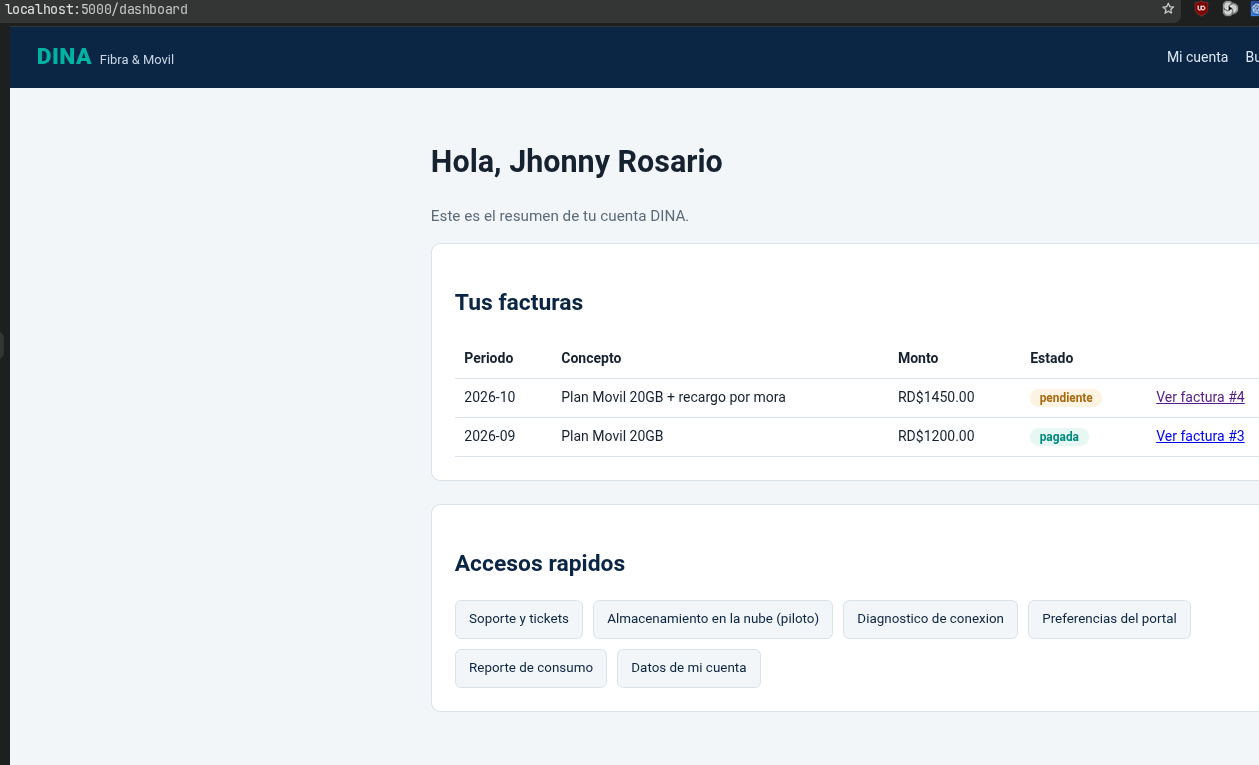 localhost:5000/dashboard
DINA Fibra & Movil
Mi cuenta
Hola, Jhonny Rosario
Este es el resumen de tu cuenta DINA.
Tus facturas
Periodo Concepto Monto Estado
2026-10 Plan Movil 20GB + recargo por mora RD$1450.00 pendiente Ver factura #4
2026-09 Plan Movil 20GB RD$1200.00 pagada Ver factura #3
Accesos rapidos
Soporte y tickets Almacenamiento en la nube (piloto) Diagnostico de conexion Preferencias del portal
Reporte de consumo Datos de mi cuenta